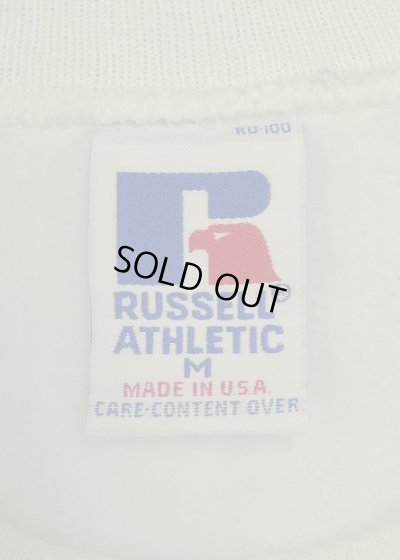 RU-100
SOLD OUT
RUSSELL®
ATHLETIC
M
MADE IN U.S.A.
CARE-CONTENT OVER